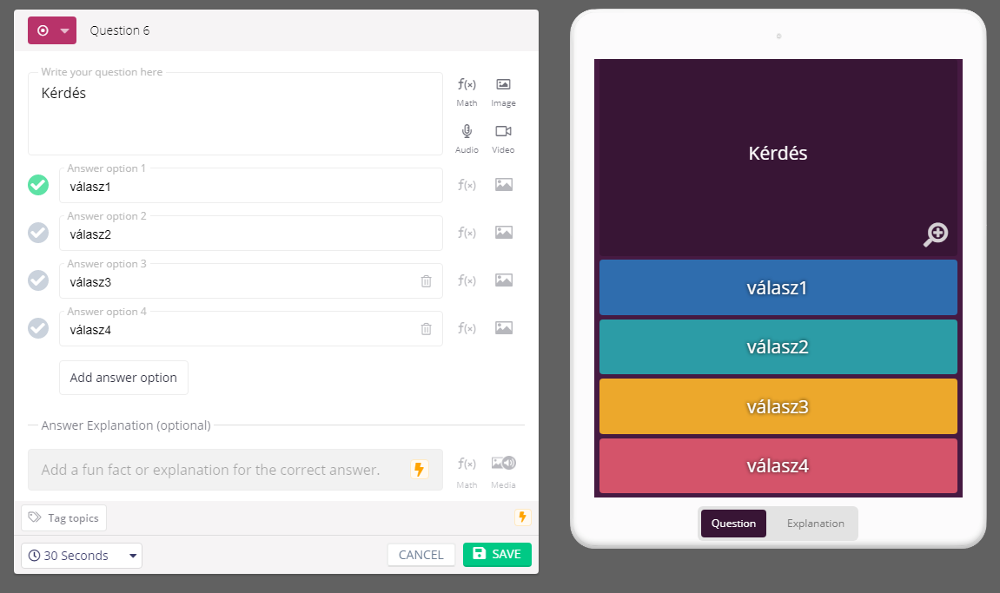 Question 6
Write your question here
Kérdés
f(x)
Math
Image
Audio
Video
Answer option 1
válasz1
f(x)
Answer option 2
válasz2
f(x)
Answer option 3
válasz3
f(x)
Answer option 4
válasz4
f(x)
Add answer option
Answer Explanation (optional)
Add a fun fact or explanation for the correct answer.
f(x)
Math
Media
Tag topics
30 Seconds
CANCEL
SAVE
Kérdés
válasz1
válasz2
válasz3
válasz4
Question
Explanation